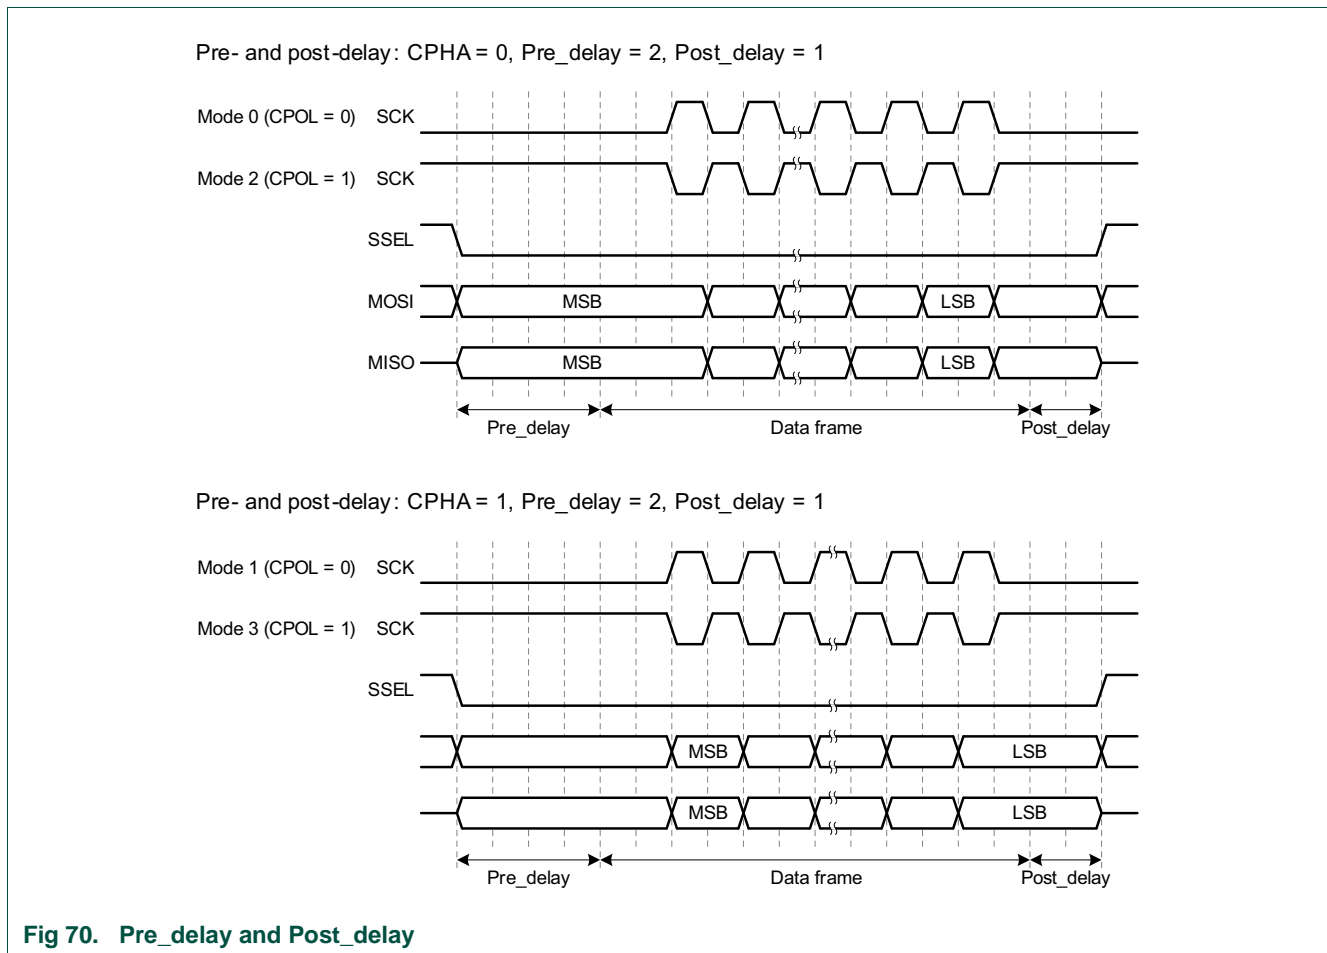 Pre- and post-delay: CPHA = 0, Pre_delay = 2, Post_delay = 1
Mode 0 (CPOL = 0) SCK
Mode 2 (CPOL = 1) SCK
SSEL
MOSI MSB LSB
MISO MSB LSB
Pre_delay Data frame Post_delay
Pre- and post-delay: CPHA = 1, Pre_delay = 2, Post_delay = 1
Mode 1 (CPOL = 0) SCK
Mode 3 (CPOL = 1) SCK
SSEL
MSB LSB
MSB LSB
Pre_delay Data frame Post_delay
Fig 70. Pre_delay and Post_delay